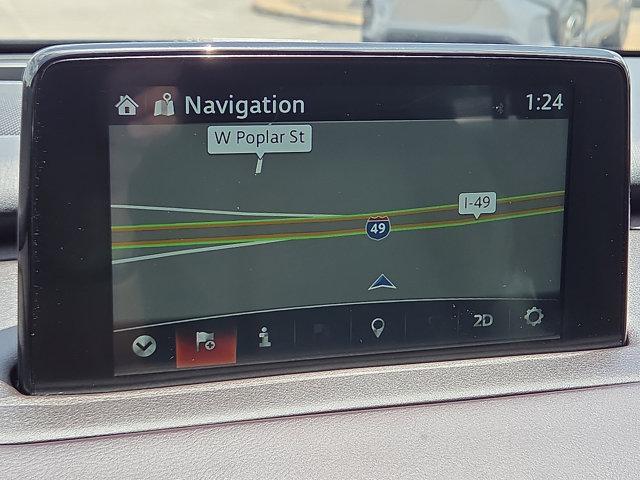 Navigation
1:24
W Poplar St
I-49
49
2D